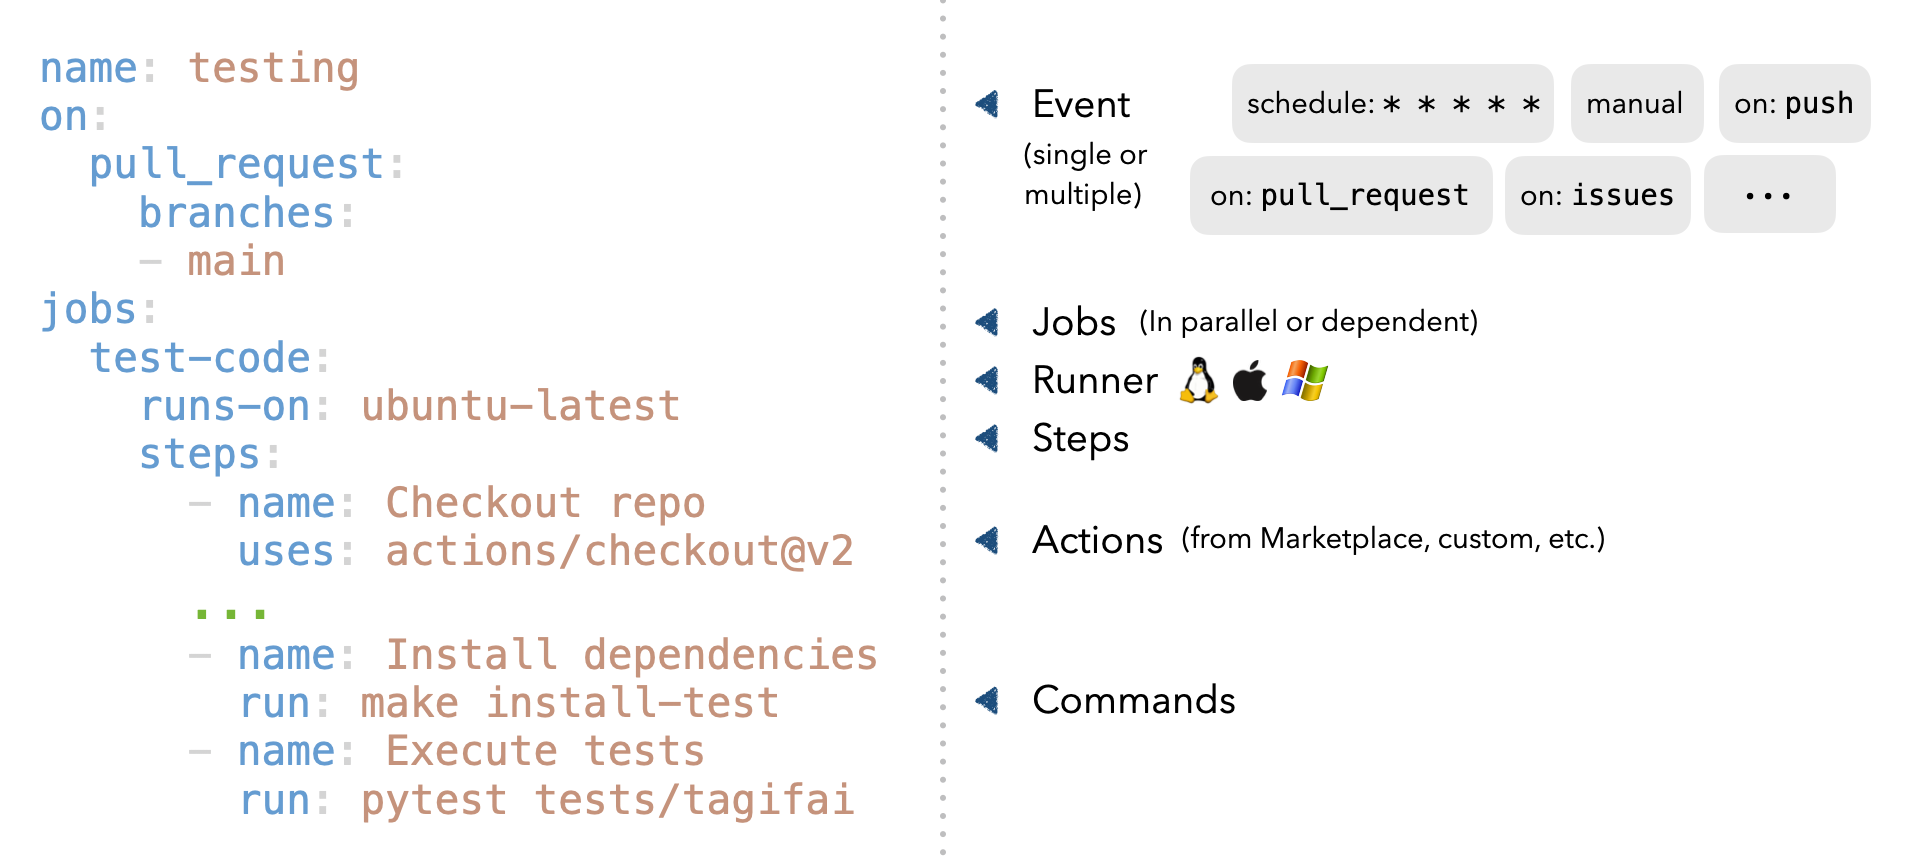 name: testing
on:
pull_request:
branches:
- main
jobs:
test-code:
runs-on: ubuntu-latest
steps:
- name: Checkout repo
uses: actions/checkout@v2
...
- name: Install dependencies
run: make install-test
- name: Execute tests
run: pytest tests/tagifai
Event
(single or
multiple)
schedule: * * * * *
manual
on: push
on: pull_request
on: issues
...
Jobs (In parallel or dependent)
Runner
Steps
Actions (from Marketplace, custom, etc.)
Commands